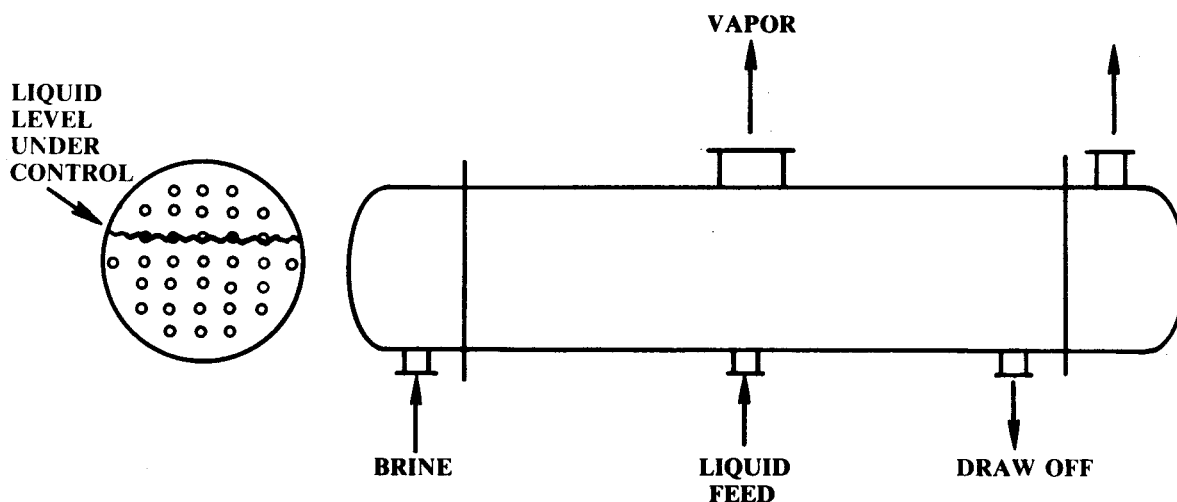 VAPOR
LIQUID
LEVEL
UNDER
CONTROL
BRINE
LIQUID
FEED
DRAW OFF